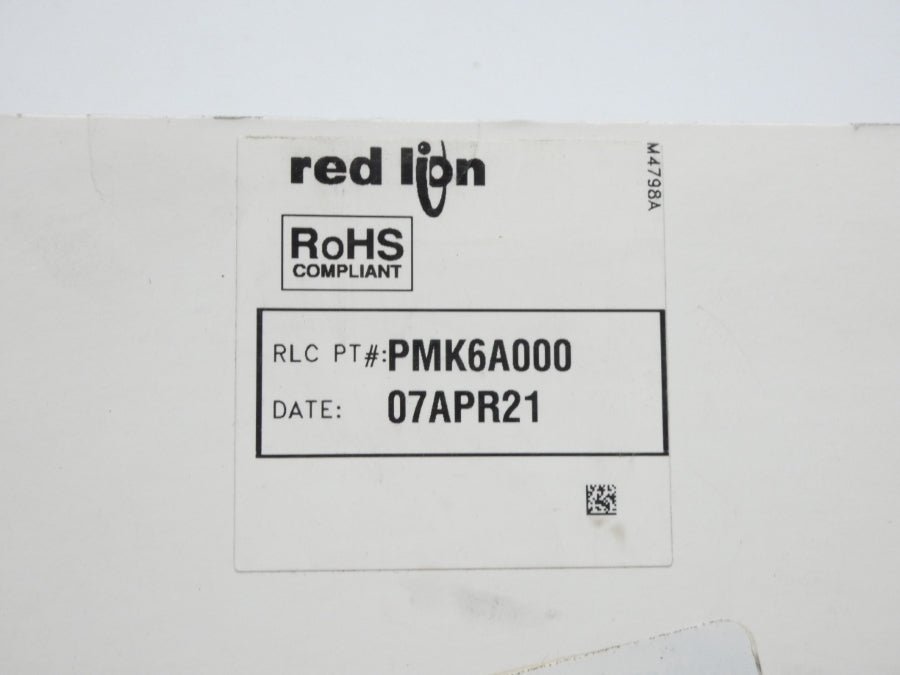 red lion
M4798A
RoHS
COMPLIANT
RLC PT#:PMK6A000
DATE: 07APR21